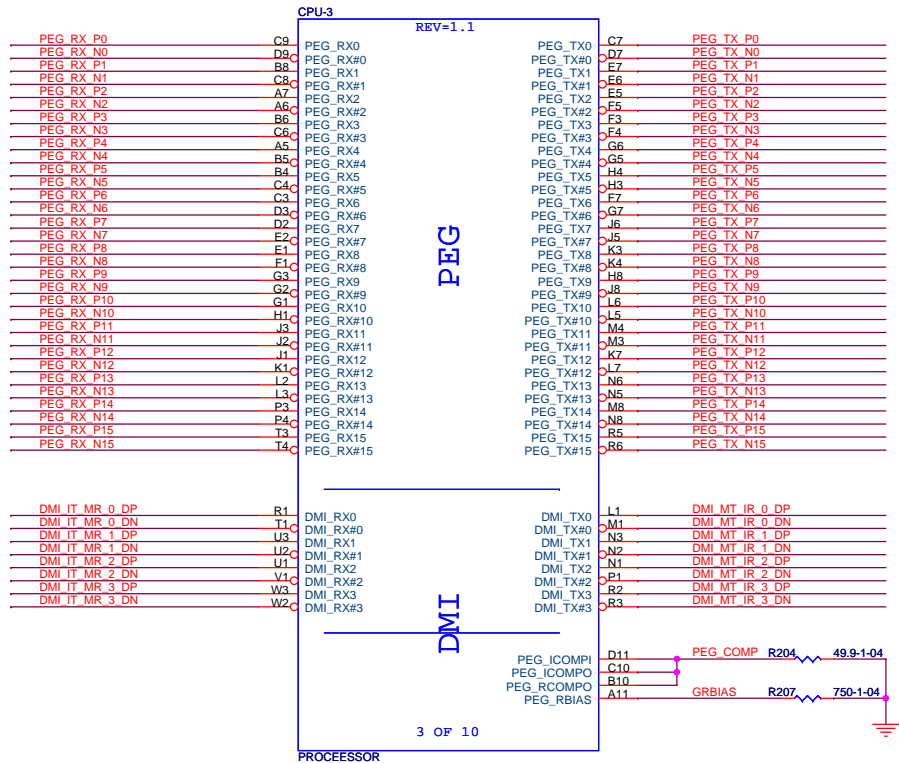 CPU-3
REV=1.1
PEG_RX_P0 C9 PEG_RX0 PEG_TX0 C7 PEG_TX_P0
PEG_RX_N0 D9 PEG_RX#0 PEG_TX#0 D7 PEG_TX_N0
PEG_RX_P1 B8 PEG_RX1 PEG_TX1 E7 PEG_TX_P1
PEG_RX_N1 C8 PEG_RX#1 PEG_TX#1 E6 PEG_TX_N1
PEG_RX_P2 A7 PEG_RX2 PEG_TX2 E5 PEG_TX_P2
PEG_RX_N2 A6 PEG_RX#2 PEG_TX#2 F5 PEG_TX_N2
PEG_RX_P3 B6 PEG_RX3 PEG_TX3 F3 PEG_TX_P3
PEG_RX_N3 C6 PEG_RX#3 PEG_TX#3 F4 PEG_TX_N3
PEG_RX_P4 A5 PEG_RX4 PEG_TX4 G6 PEG_TX_P4
PEG_RX_N4 B5 PEG_RX#4 PEG_TX#4 G5 PEG_TX_N4
PEG_RX_P5 B4 PEG_RX5 PEG_TX5 H4 PEG_TX_P5
PEG_RX_N5 C4 PEG_RX#5 PEG_TX#5 H3 PEG_TX_N5
PEG_RX_P6 C3 PEG_RX6 PEG_TX6 F7 PEG_TX_P6
PEG_RX_N6 D3 PEG_RX#6 PEG_TX#6 G7 PEG_TX_N6
PEG_RX_P7 D2 PEG_RX7 PEG_TX7 J6 PEG_TX_P7
PEG_RX_N7 E2 PEG_RX#7 PEG_TX#7 J5 PEG_TX_N7
PEG_RX_P8 E1 PEG_RX8 PEG_TX8 K3 PEG_TX_P8
PEG_RX_N8 F1 PEG_RX#8 PEG_TX#8 K4 PEG_TX_N8
PEG_RX_P9 G3 PEG_RX9 PEG_TX9 H8 PEG_TX_P9
PEG_RX_N9 G2 PEG_RX#9 PEG_TX#9 J8 PEG_TX_N9
PEG_RX_P10 G1 PEG_RX10 PEG_TX10 L6 PEG_TX_P10
PEG_RX_N10 H1 PEG_RX#10 PEG_TX#10 L5 PEG_TX_N10
PEG_RX_P11 J3 PEG_RX11 PEG_TX11 M4 PEG_TX_P11
PEG_RX_N11 J2 PEG_RX#11 PEG_TX#11 M3 PEG_TX_N11
PEG_RX_P12 J1 PEG_RX12 PEG_TX12 K7 PEG_TX_P12
PEG_RX_N12 K1 PEG_RX#12 PEG_TX#12 L7 PEG_TX_N12
PEG_RX_P13 L2 PEG_RX13 PEG_TX13 N6 PEG_TX_P13
PEG_RX_N13 L3 PEG_RX#13 PEG_TX#13 N5 PEG_TX_N13
PEG_RX_P14 P3 PEG_RX14 PEG_TX14 M8 PEG_TX_P14
PEG_RX_N14 P4 PEG_RX#14 PEG_TX#14 N8 PEG_TX_N14
PEG_RX_P15 T3 PEG_RX15 PEG_TX15 R5 PEG_TX_P15
PEG_RX_N15 T4 PEG_RX#15 PEG_TX#15 R6 PEG_TX_N15
PEG
DMI_IT_MR_0_DP R1 DMI_RX0 DMI_TX0 L1 DMI_MT_IR_0_DP
DMI_IT_MR_0_DN T1 DMI_RX#0 DMI_TX#0 M1 DMI_MT_IR_0_DN
DMI_IT_MR_1_DP U3 DMI_RX1 DMI_TX1 N3 DMI_MT_IR_1_DP
DMI_IT_MR_1_DN U2 DMI_RX#1 DMI_TX#1 N2 DMI_MT_IR_1_DN
DMI_IT_MR_2_DP U1 DMI_RX2 DMI_TX2 N1 DMI_MT_IR_2_DP
DMI_IT_MR_2_DN V1 DMI_RX#2 DMI_TX#2 P1 DMI_MT_IR_2_DN
DMI_IT_MR_3_DP W3 DMI_RX3 DMI_TX3 R2 DMI_MT_IR_3_DP
DMI_IT_MR_3_DN W2 DMI_RX#3 DMI_TX#3 R3 DMI_MT_IR_3_DN
DMI
PEG_ICOMPI D11 PEG_COMP R204 49.9-1-04
PEG_ICOMPO C10
PEG_RCOMPO B10
PEG_RBIAS A11 GRBIAS R207 750-1-04
3 OF 10
PROCEESSOR